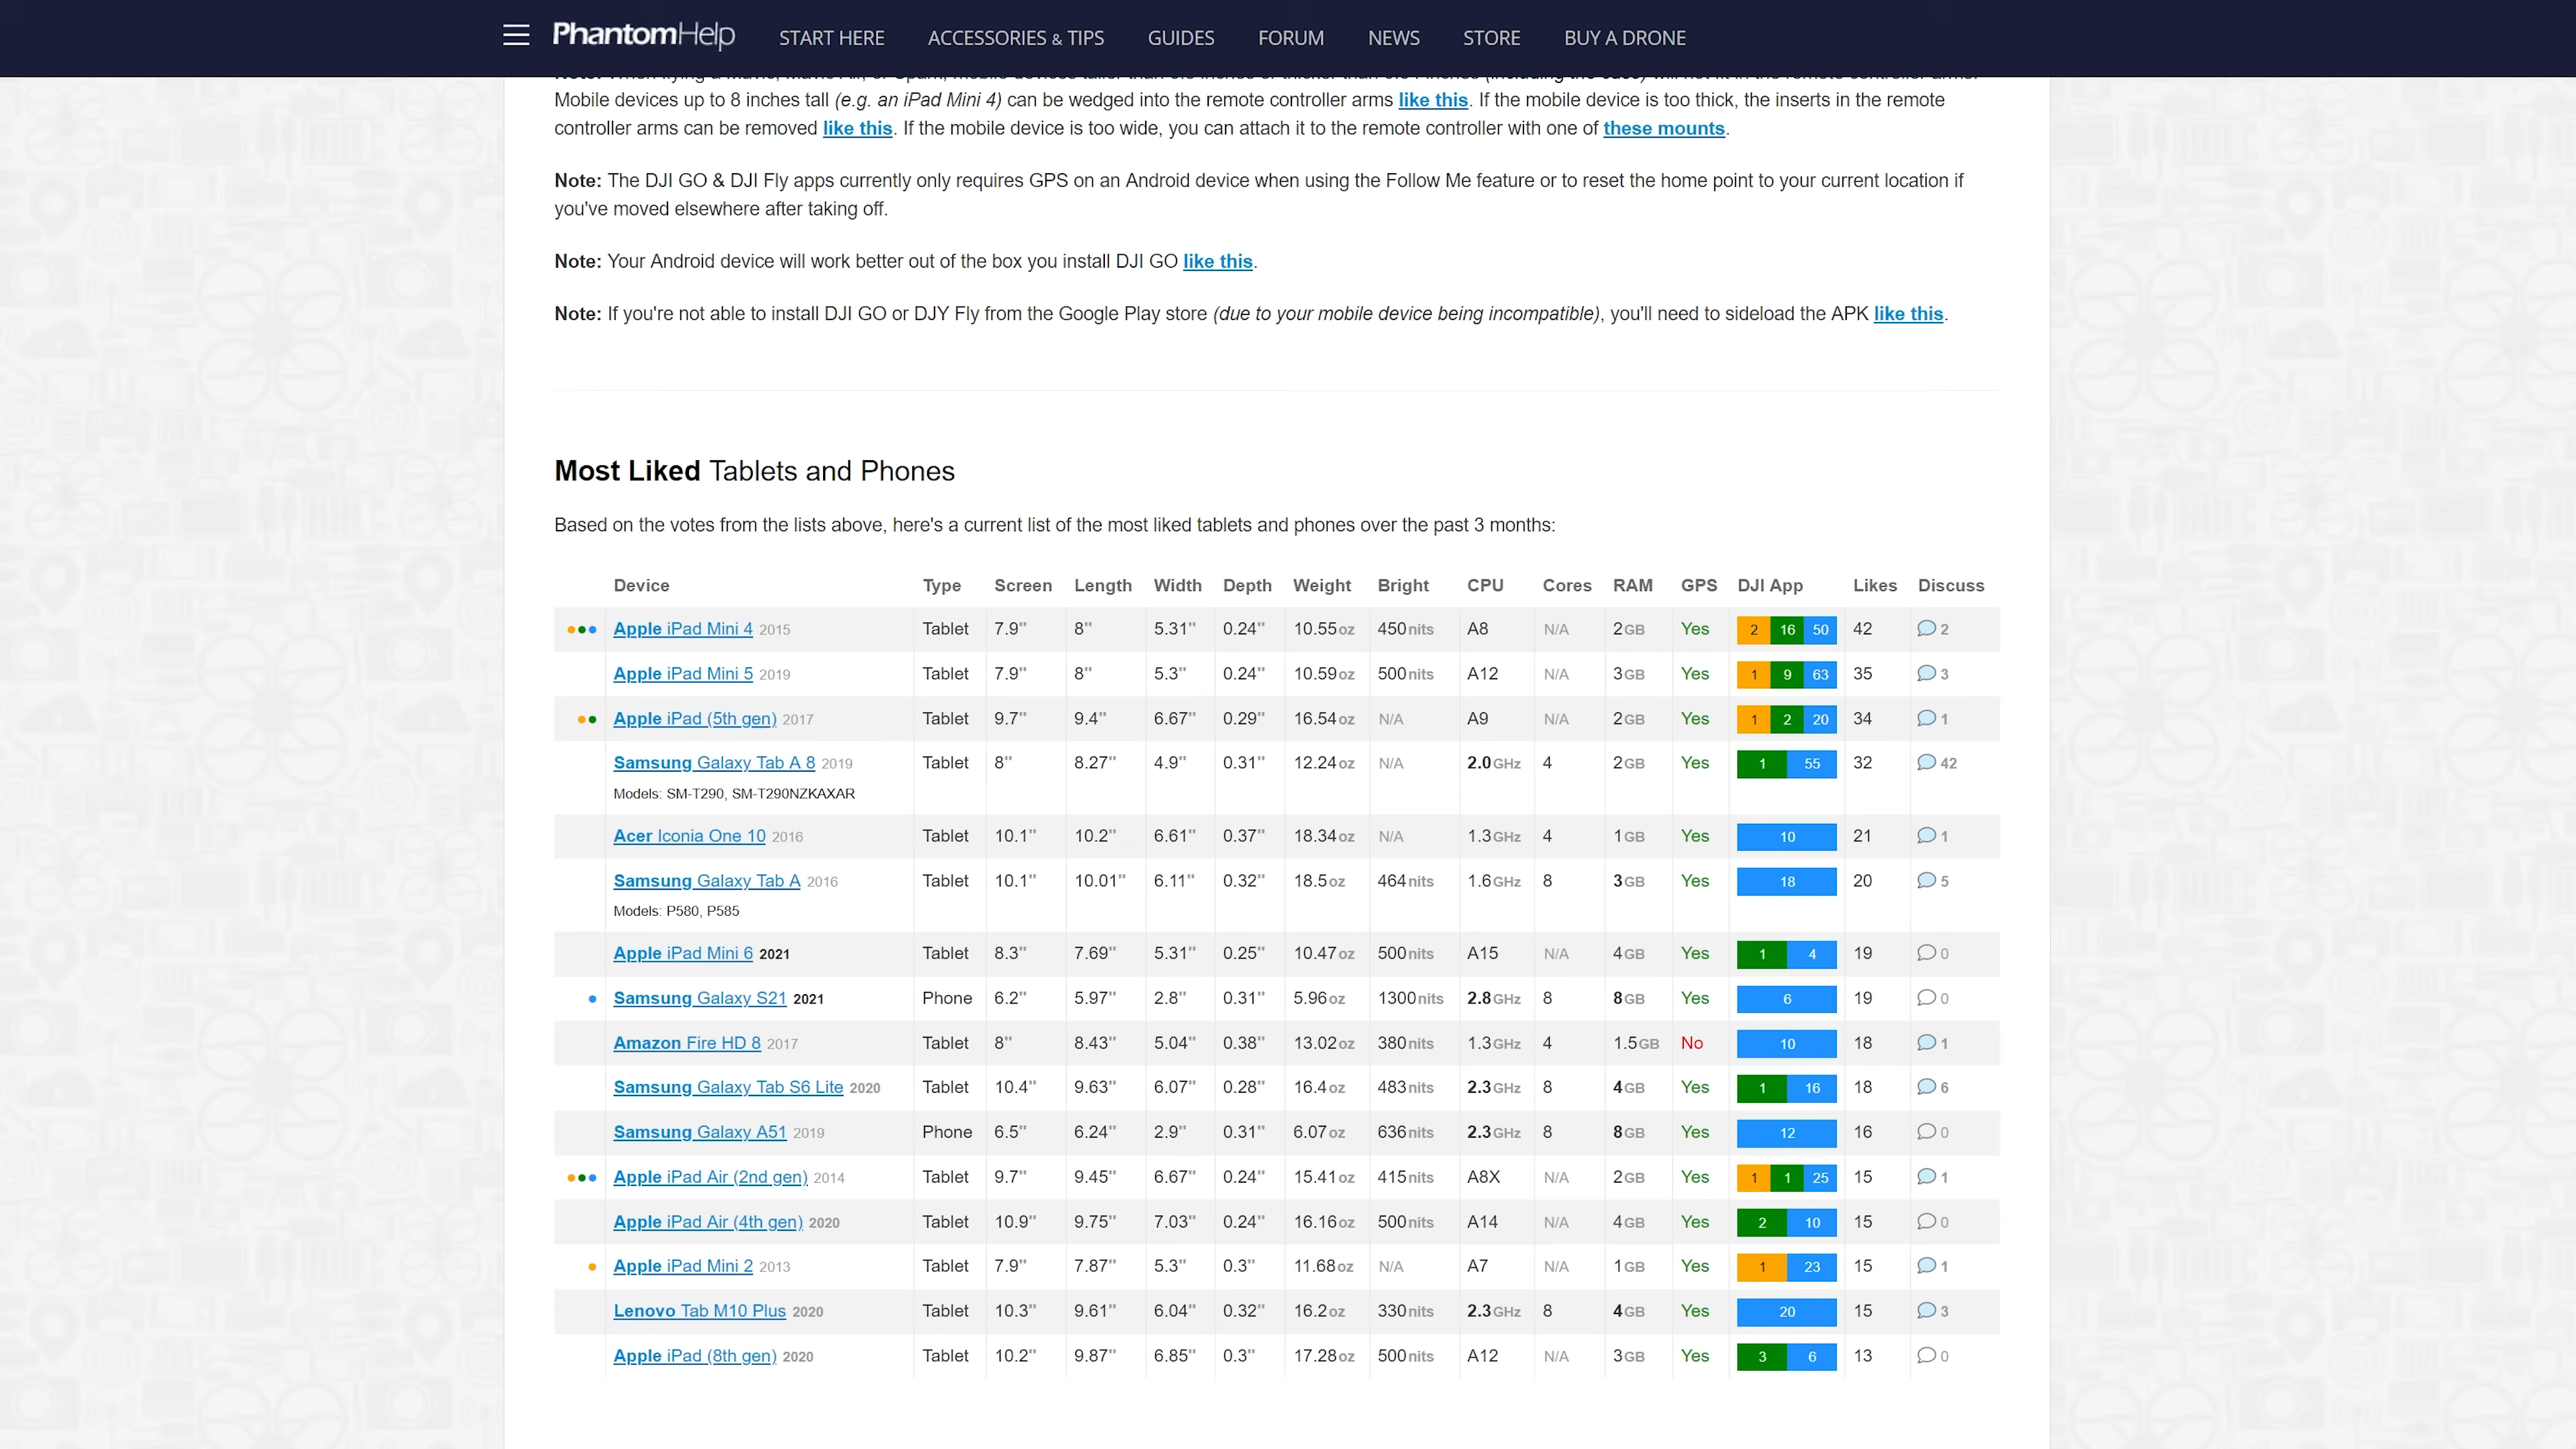 PhantomHelp START HERE ACCESSORIES & TIPS GUIDES FORUM NEWS STORE BUY A DRONE
Mobile devices up to 8 inches tall (e.g. an iPad Mini 4) can be wedged into the remote controller arms like this. If the mobile device is too thick, the inserts in the remote
controller arms can be removed like this. If the mobile device is too wide, you can attach it to the remote controller with one of these mounts.
Note: The DJI GO & DJI Fly apps currently only requires GPS on an Android device when using the Follow Me feature or to reset the home point to your current location if
you've moved elsewhere after taking off.
Note: Your Android device will work better out of the box you install DJI GO like this.
Note: If you're not able to install DJI GO or DJY Fly from the Google Play store (due to your mobile device being incompatible), you'll need to sideload the APK like this.
Most Liked Tablets and Phones
Based on the votes from the lists above, here's a current list of the most liked tablets and phones over the past 3 months:
Device Type Screen Length Width Depth Weight Bright CPU Cores RAM GPS DJI App Likes Discuss
Apple iPad Mini 4 2015 Tablet 7.9" 8" 5.31" 0.24" 10.55oz 450nits A8 N/A 2GB Yes 2 16 50 42 2
Apple iPad Mini 5 2019 Tablet 7.9" 8" 5.3" 0.24" 10.59oz 500nits A12 N/A 3GB Yes 1 9 63 35 3
Apple iPad (5th gen) 2017 Tablet 9.7" 9.4" 6.67" 0.29" 16.54oz N/A A9 N/A 2GB Yes 1 2 20 34 1
Samsung Galaxy Tab A 8 2019 Tablet 8" 8.27" 4.9" 0.31" 12.24oz N/A 2.0GHz 4 2GB Yes 1 55 32 42
Models: SM-T290, SM-T290NZKAXAR
Acer Iconia One 10 2016 Tablet 10.1" 10.2" 6.61" 0.37" 18.34oz N/A 1.3GHz 4 1GB Yes 10 21 1
Samsung Galaxy Tab A 2016 Tablet 10.1" 10.01" 6.11" 0.32" 18.5oz 464nits 1.6GHz 8 3GB Yes 18 20 5
Models: P580, P585
Apple iPad Mini 6 2021 Tablet 8.3" 7.69" 5.31" 0.25" 10.47oz 500nits A15 N/A 4GB Yes 1 4 19 0
Samsung Galaxy S21 2021 Phone 6.2" 5.97" 2.8" 0.31" 5.96oz 1300nits 2.8GHz 8 8GB Yes 6 19 0
Amazon Fire HD 8 2017 Tablet 8" 8.43" 5.04" 0.38" 13.02oz 380nits 1.3GHz 4 1.5GB No 10 18 1
Samsung Galaxy Tab S6 Lite 2020 Tablet 10.4" 9.63" 6.07" 0.28" 16.4oz 483nits 2.3GHz 8 4GB Yes 1 16 18 6
Samsung Galaxy A51 2019 Phone 6.5" 6.24" 2.9" 0.31" 6.07oz 636nits 2.3GHz 8 8GB Yes 12 16 0
Apple iPad Air (2nd gen) 2014 Tablet 9.7" 9.45" 6.67" 0.24" 15.41oz 415nits A8X N/A 2GB Yes 1 1 25 15 1
Apple iPad Air (4th gen) 2020 Tablet 10.9" 9.75" 7.03" 0.24" 16.16oz 500nits A14 N/A 4GB Yes 2 10 15 0
Apple iPad Mini 2 2013 Tablet 7.9" 7.87" 5.3" 0.3" 11.68oz N/A A7 N/A 1GB Yes 1 23 15 1
Lenovo Tab M10 Plus 2020 Tablet 10.3" 9.61" 6.04" 0.32" 16.2oz 330nits 2.3GHz 8 4GB Yes 20 15 3
Apple iPad (8th gen) 2020 Tablet 10.2" 9.87" 6.85" 0.3" 17.28oz 500nits A12 N/A 3GB Yes 3 6 13 0